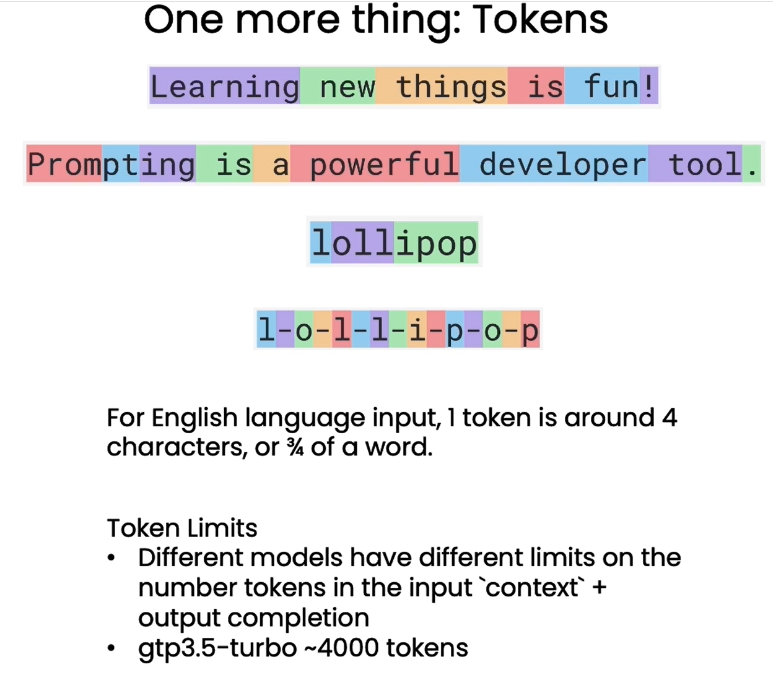 One more thing: Tokens
Learning new things is fun!
Prompting is a powerful developer tool.
lollipop
l-o-l-l-i-p-o-p
For English language input, 1 token is around 4
characters, or ¾ of a word.
Token Limits
• Different models have different limits on the
number tokens in the input `context` +
output completion
• gtp3.5-turbo ~4000 tokens